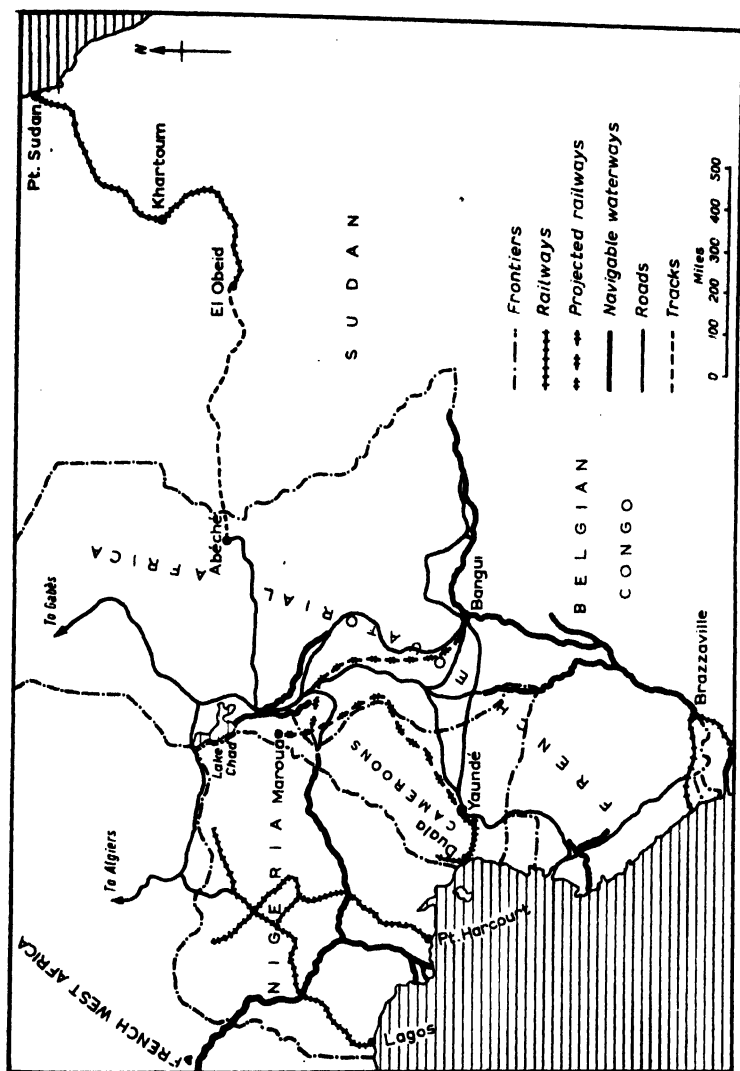 Pt. Sudan
N
Khartoum
El Obeid
SUDAN
Abéché
To Gabès
To Algiers
FRENCH WEST AFRICA
Lake
Chad
Maroua
NIGERIA
CAMEROONS
Duala
Yaundé
Pt. Harcourt
Lagos
Bangui
FRENCH EQUATORIAL AFRICA
BELGIAN
CONGO
Brazzaville
Frontiers
Railways
Projected railways
Navigable waterways
Roads
Tracks
0 100 200 300 400 500
Miles